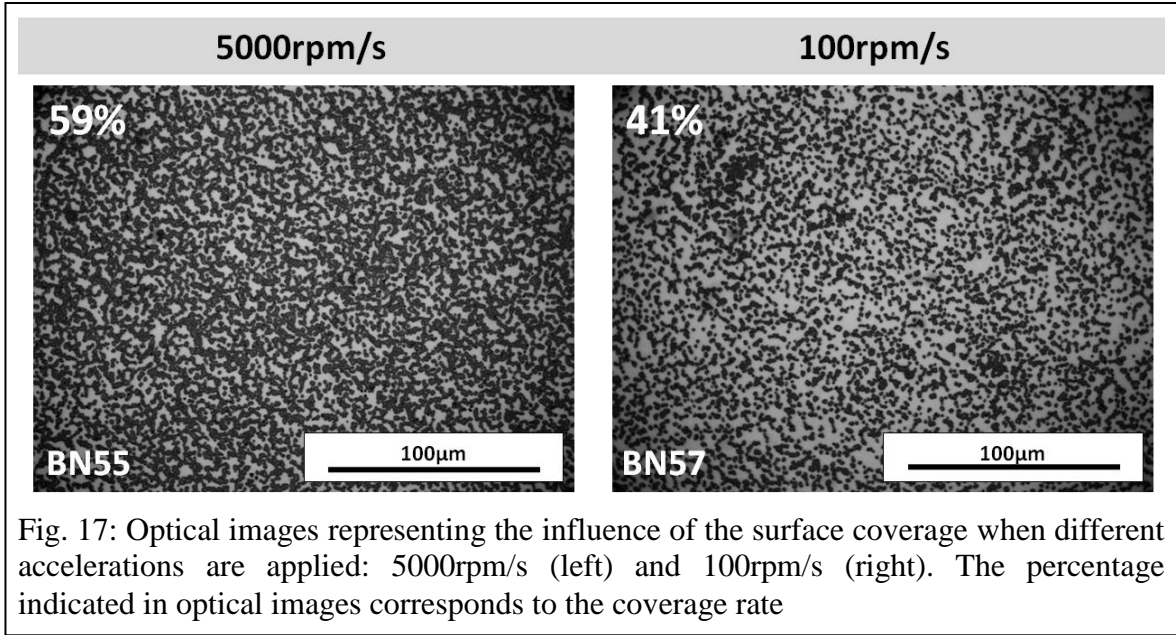 5000rpm/s
100rpm/s
59%
41%
100µm
100µm
BN55
BN57
Fig. 17: Optical images representing the influence of the surface coverage when different
accelerations are applied: 5000rpm/s (left) and 100rpm/s (right). The percentage
indicated in optical images corresponds to the coverage rate